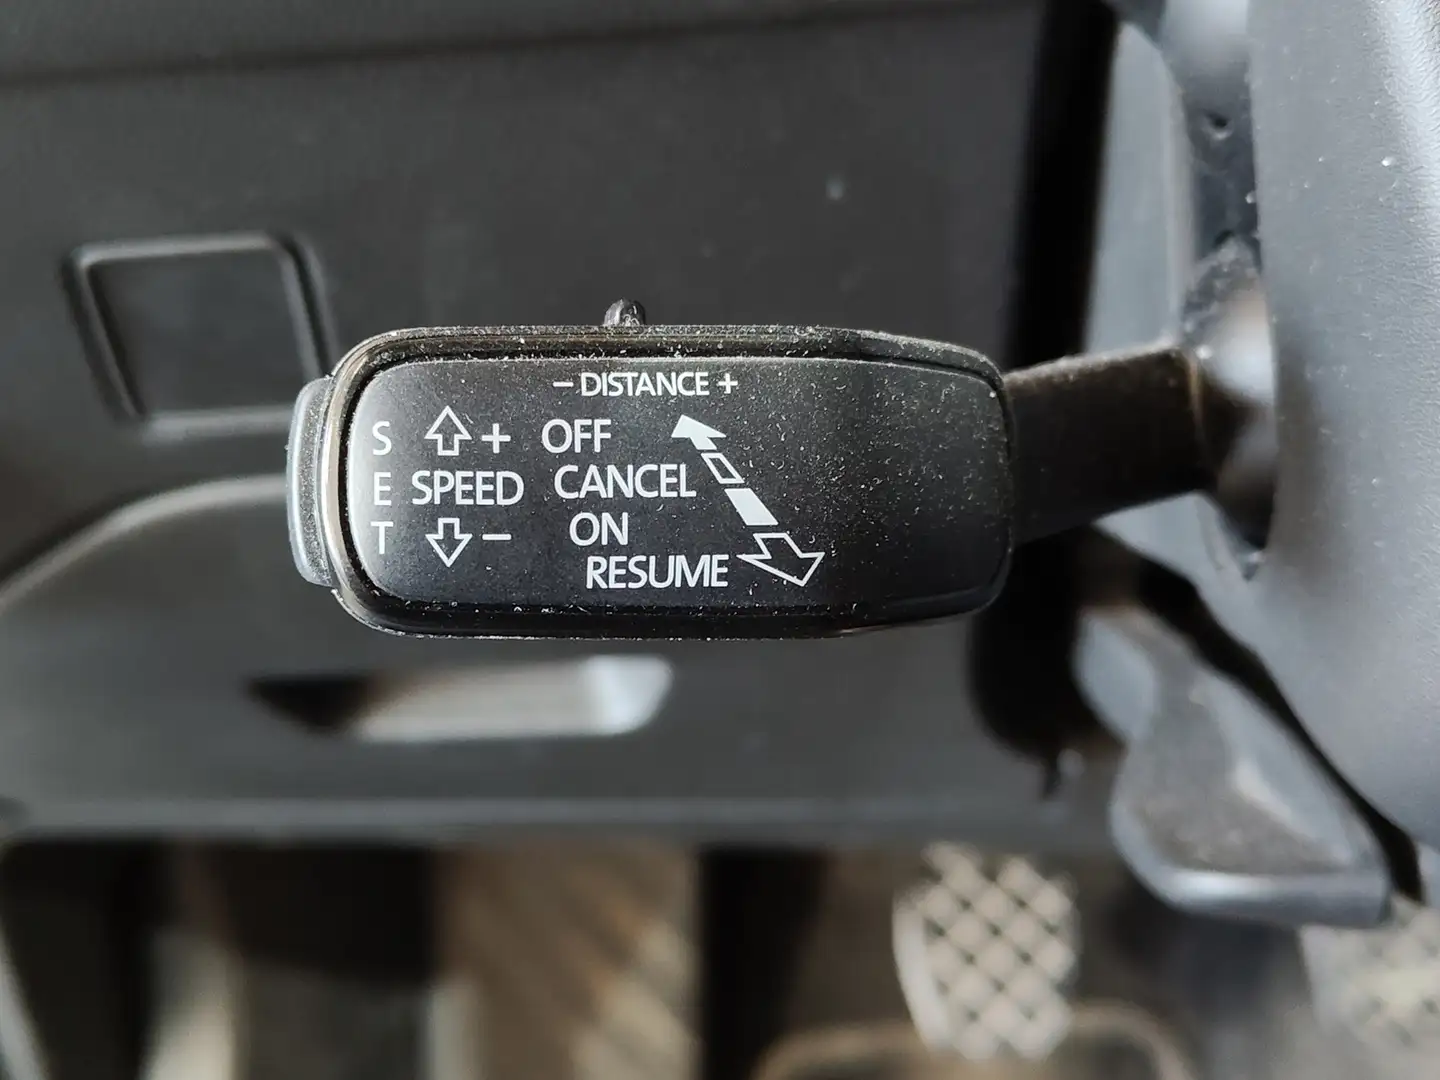 − DISTANCE +
S + OFF
E SPEED CANCEL
T − ON
RESUME